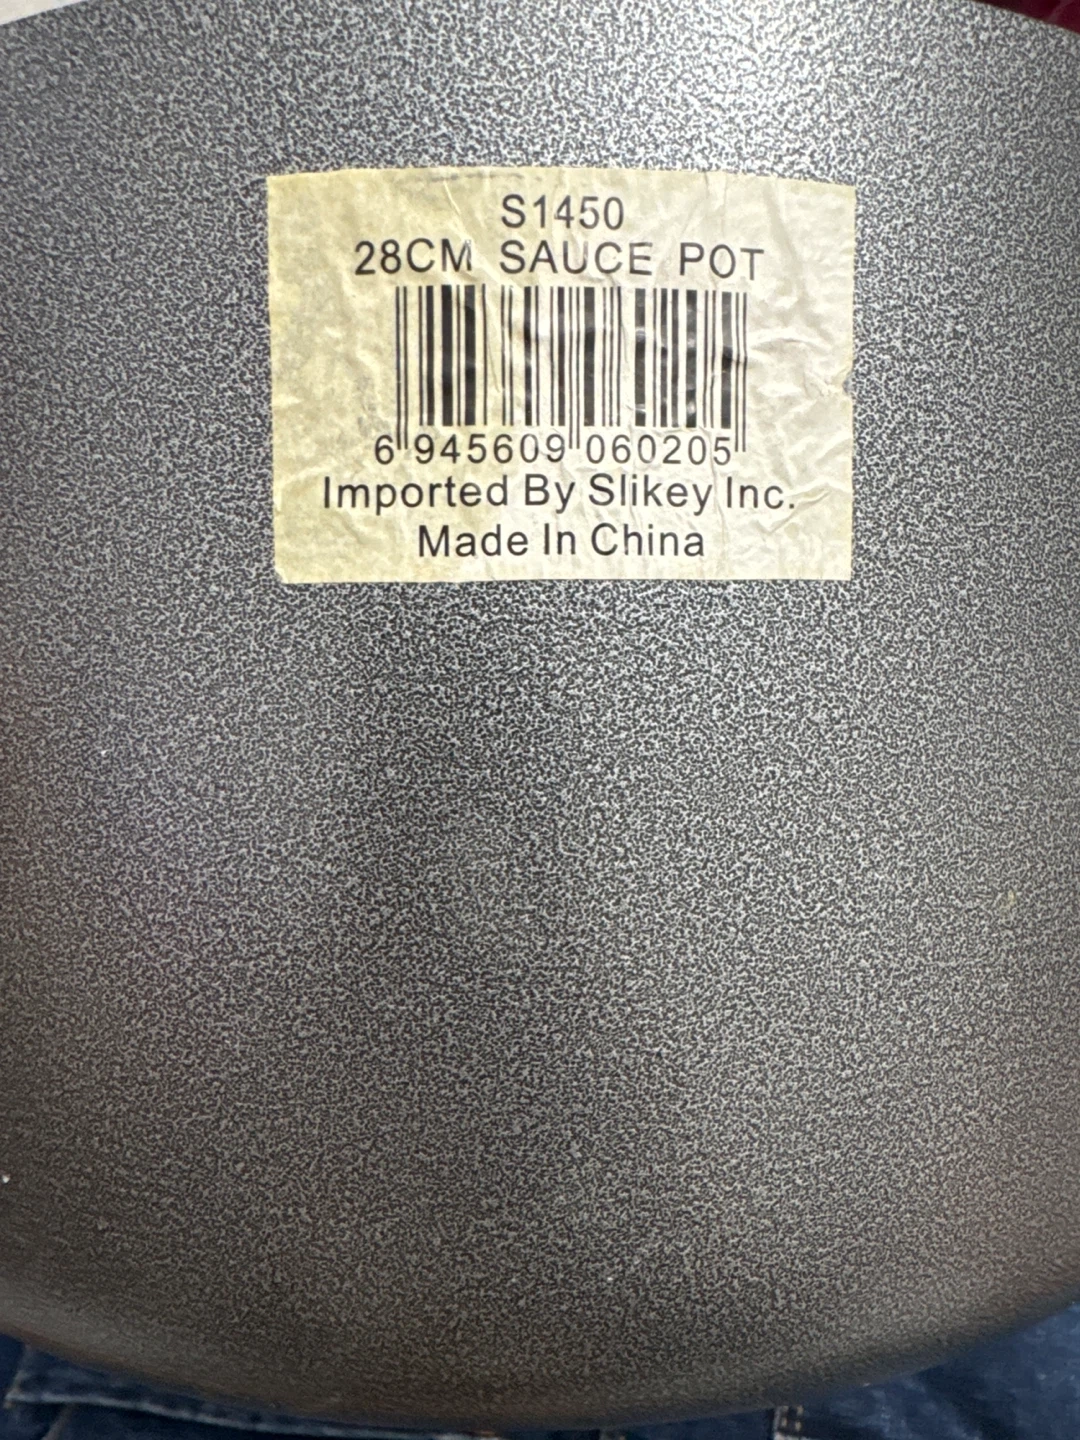 S1450
28CM SAUCE POT
6 945609 060205
Imported By Slikey Inc.
Made In China